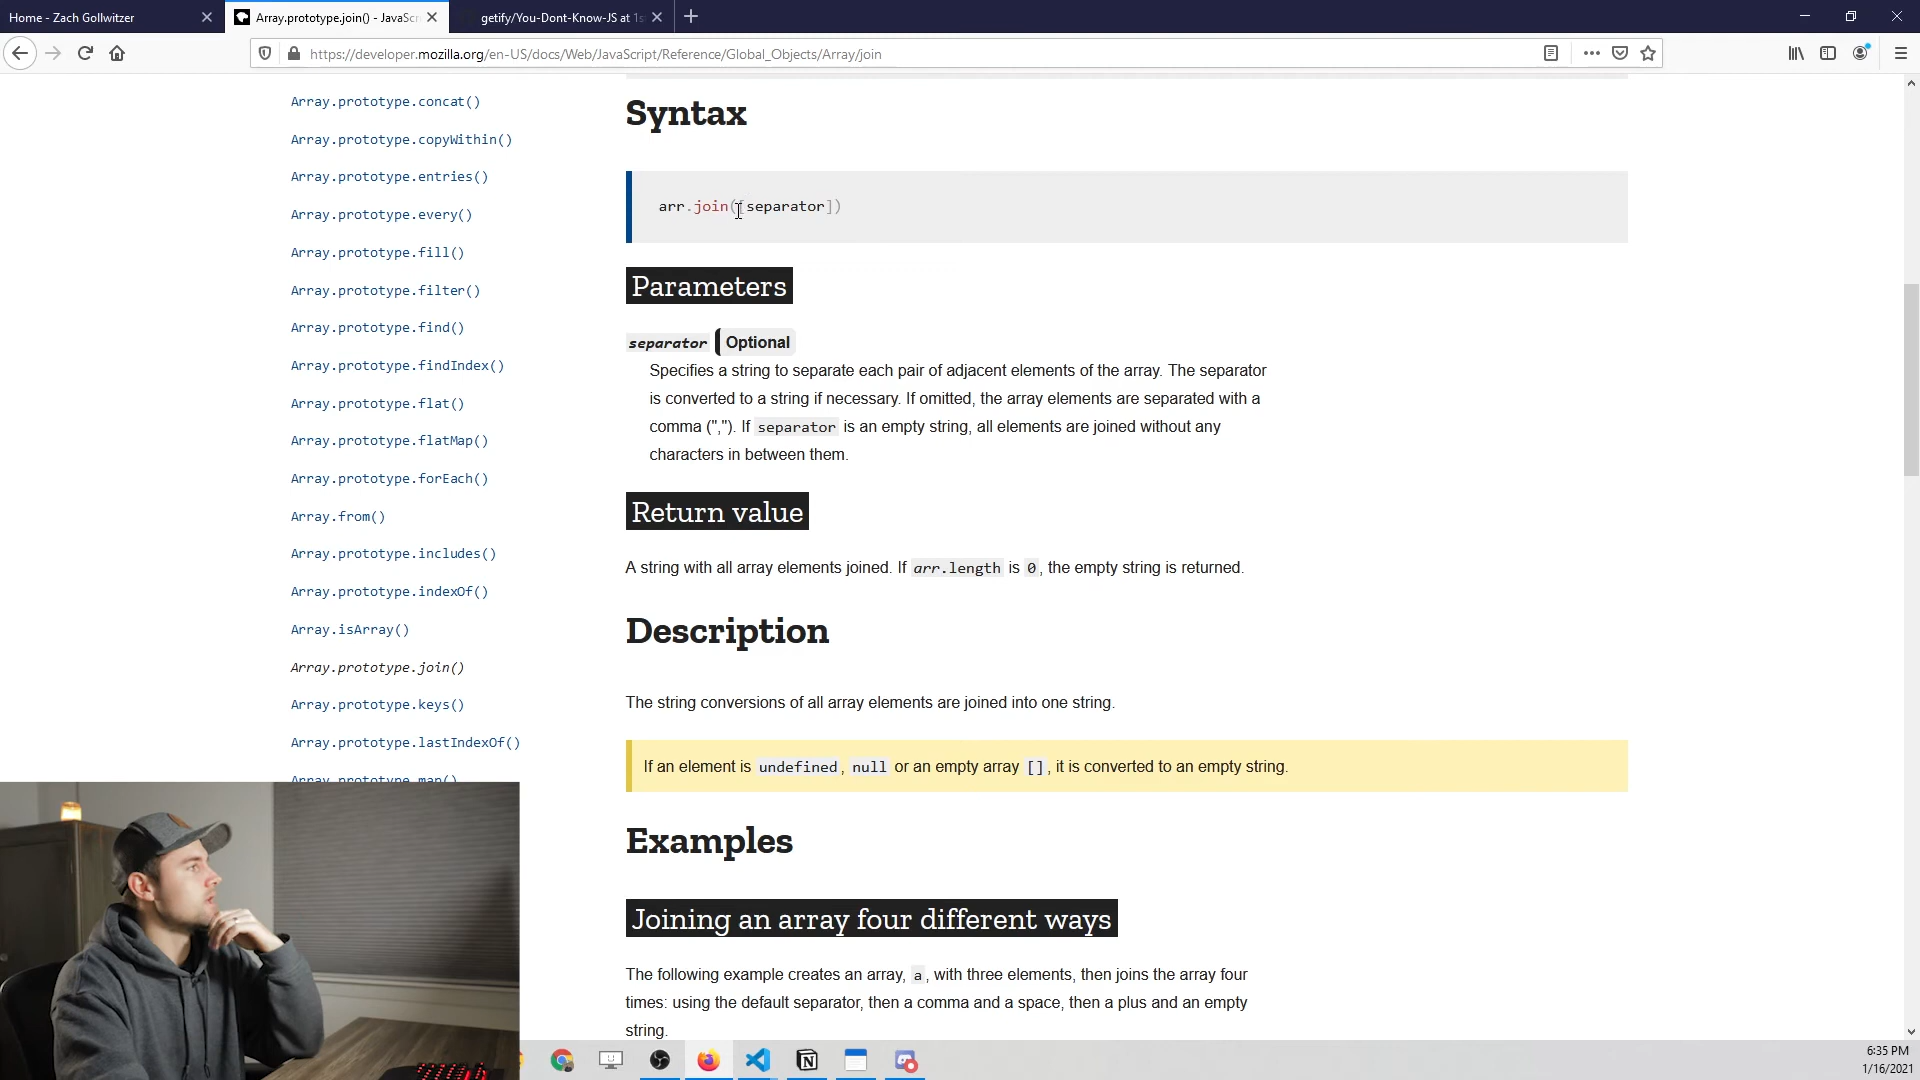 Home - Zach Gollwitzer
Array.prototype.join() - JavaScri
getify/You-Dont-Know-JS at 1s
https://developer.mozilla.org/en-US/docs/Web/JavaScript/Reference/Global_Objects/Array/join
Array.prototype.concat()
Array.prototype.copyWithin()
Array.prototype.entries()
Array.prototype.every()
Array.prototype.fill()
Array.prototype.filter()
Array.prototype.find()
Array.prototype.findIndex()
Array.prototype.flat()
Array.prototype.flatMap()
Array.prototype.forEach()
Array.from()
Array.prototype.includes()
Array.prototype.indexOf()
Array.isArray()
Array.prototype.join()
Array.prototype.keys()
Array.prototype.lastIndexOf()
Array.prototype.map()
Syntax
arr.join([separator])
Parameters
separator Optional
Specifies a string to separate each pair of adjacent elements of the array. The separator
is converted to a string if necessary. If omitted, the array elements are separated with a
comma (","). If separator is an empty string, all elements are joined without any
characters in between them.
Return value
A string with all array elements joined. If arr.length is 0, the empty string is returned.
Description
The string conversions of all array elements are joined into one string.
If an element is undefined, null or an empty array [], it is converted to an empty string.
Examples
Joining an array four different ways
The following example creates an array, a, with three elements, then joins the array four
times: using the default separator, then a comma and a space, then a plus and an empty
string.
6:35 PM
1/16/2021